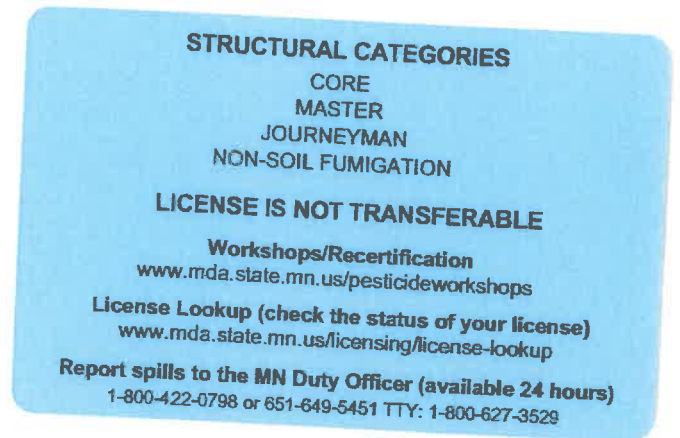 STRUCTURAL CATEGORIES
CORE
MASTER
JOURNEYMAN
NON-SOIL FUMIGATION
LICENSE IS NOT TRANSFERABLE
Workshops/Recertification
www.mda.state.mn.us/pesticideworkshops
License Lookup (check the status of your license)
www.mda.state.mn.us/licensing/license-lookup
Report spills to the MN Duty Officer (available 24 hours)
1-800-422-0798 or 651-649-5451 TTY: 1-800-627-3529